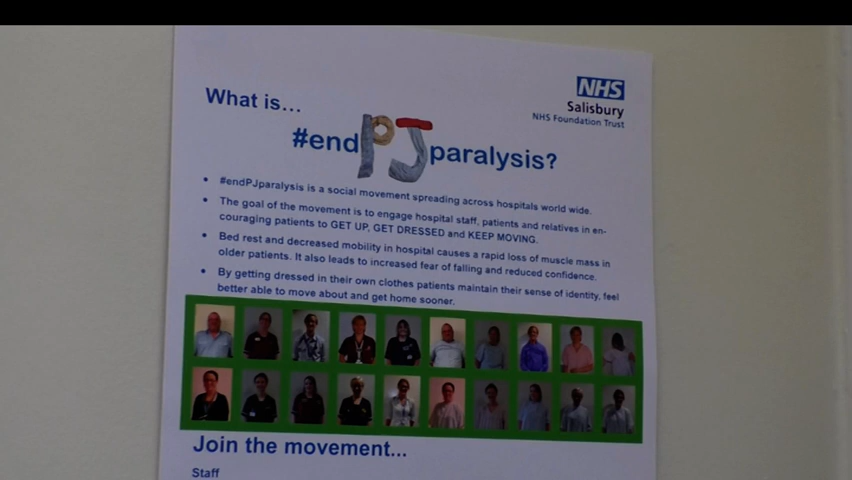 NHS
Salisbury
NHS Foundation Trust
What is...
#endPJparalysis?
• #endPJparalysis is a social movement spreading across hospitals world wide.
• The goal of the movement is to engage hospital staff, patients and relatives in en-
couraging patients to GET UP, GET DRESSED and KEEP MOVING.
• Bed rest and decreased mobility in hospital causes a rapid loss of muscle mass in
older patients. It also leads to increased fear of falling and reduced confidence.
• By getting dressed in their own clothes patients maintain their sense of identity, feel
better able to move about and get home sooner.
Join the movement...
Staff